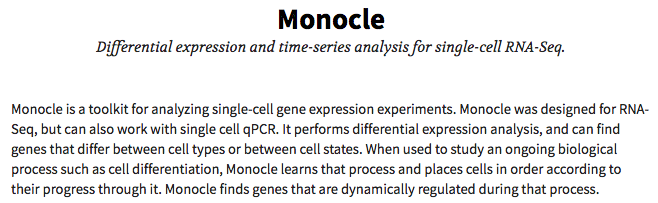 Monocle
Differential expression and time-series analysis for single-cell RNA-Seq.
Monocle is a toolkit for analyzing single-cell gene expression experiments. Monocle was designed for RNA-
Seq, but can also work with single cell qPCR. It performs differential expression analysis, and can find
genes that differ between cell types or between cell states. When used to study an ongoing biological
process such as cell differentiation, Monocle learns that process and places cells in order according to
their progress through it. Monocle finds genes that are dynamically regulated during that process.